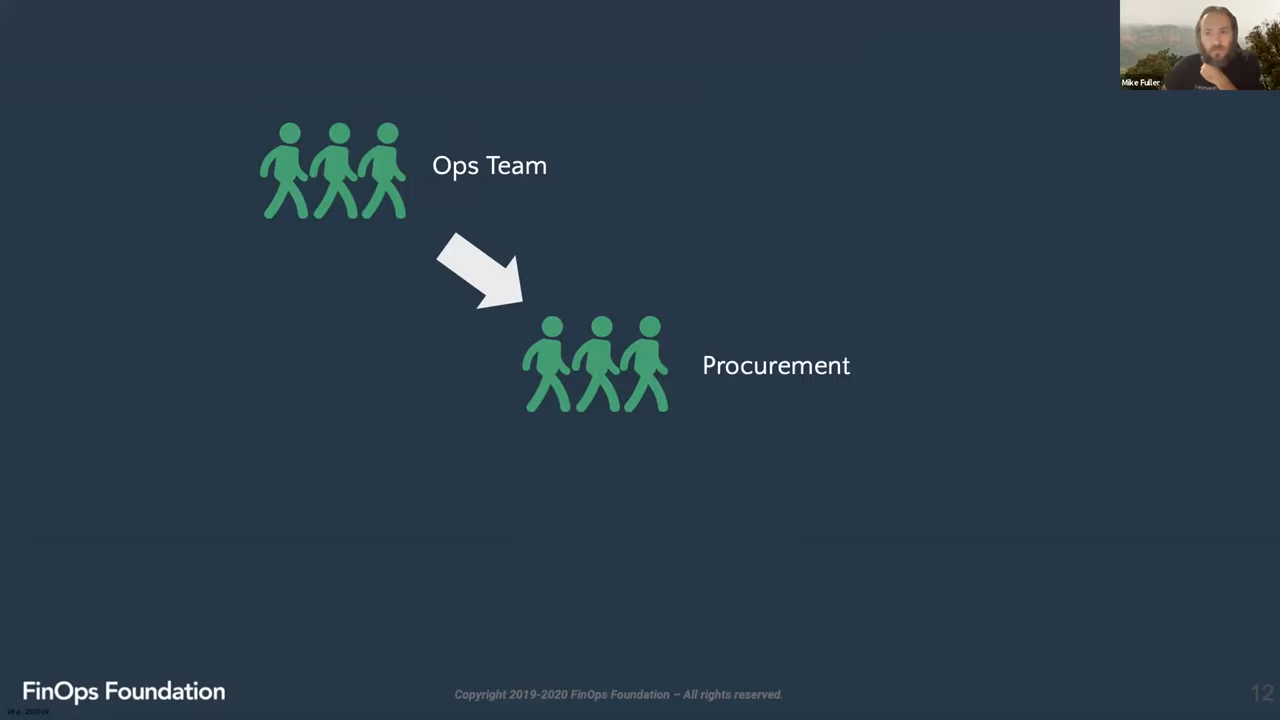 Mike Fuller
Ops Team
Procurement
FinOps Foundation
Copyright 2019-2020 FinOps Foundation – All rights reserved.
12